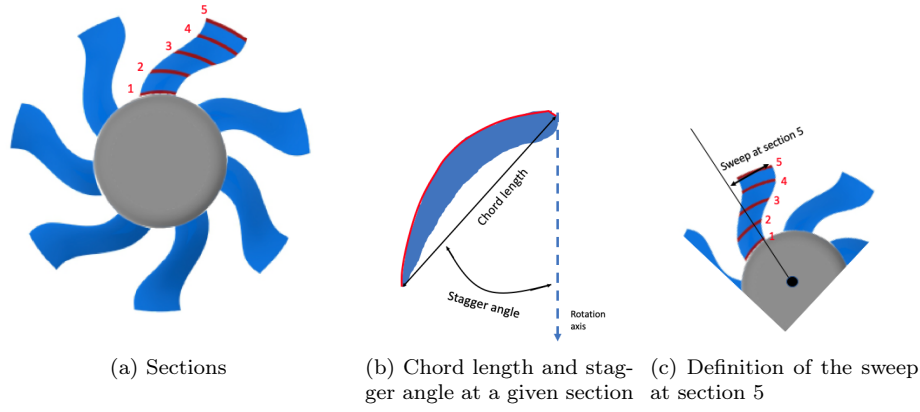 5
4
3
2
1
Chord length
Stagger angle
Rotation
axis
Sweep at section 5
5
4
3
2
1
(a) Sections
(b) Chord length and stag-
ger angle at a given section
(c) Definition of the sweep
at section 5